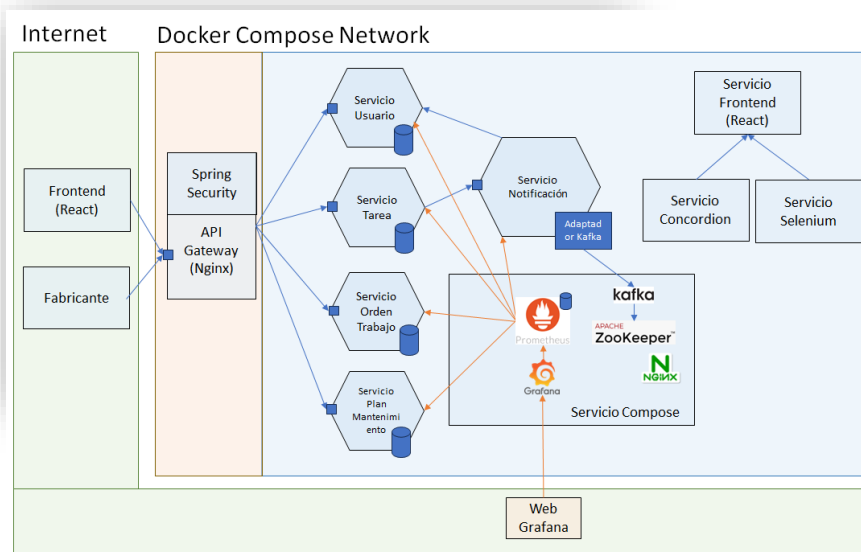 Internet
Docker Compose Network
Frontend
(React)
Fabricante
Spring
Security
API
Gateway
(Nginx)
Servicio
Usuario
Servicio
Tarea
Servicio
Orden
Trabajo
Servicio
Plan
Mantenimi
ento
Servicio
Notificación
Adaptad
or Kafka
Servicio
Frontend
(React)
Servicio
Concordion
Servicio
Selenium
kafka
APACHE
ZooKeeper™
NGINX
Prometheus
Grafana
Servicio Compose
Web
Grafana